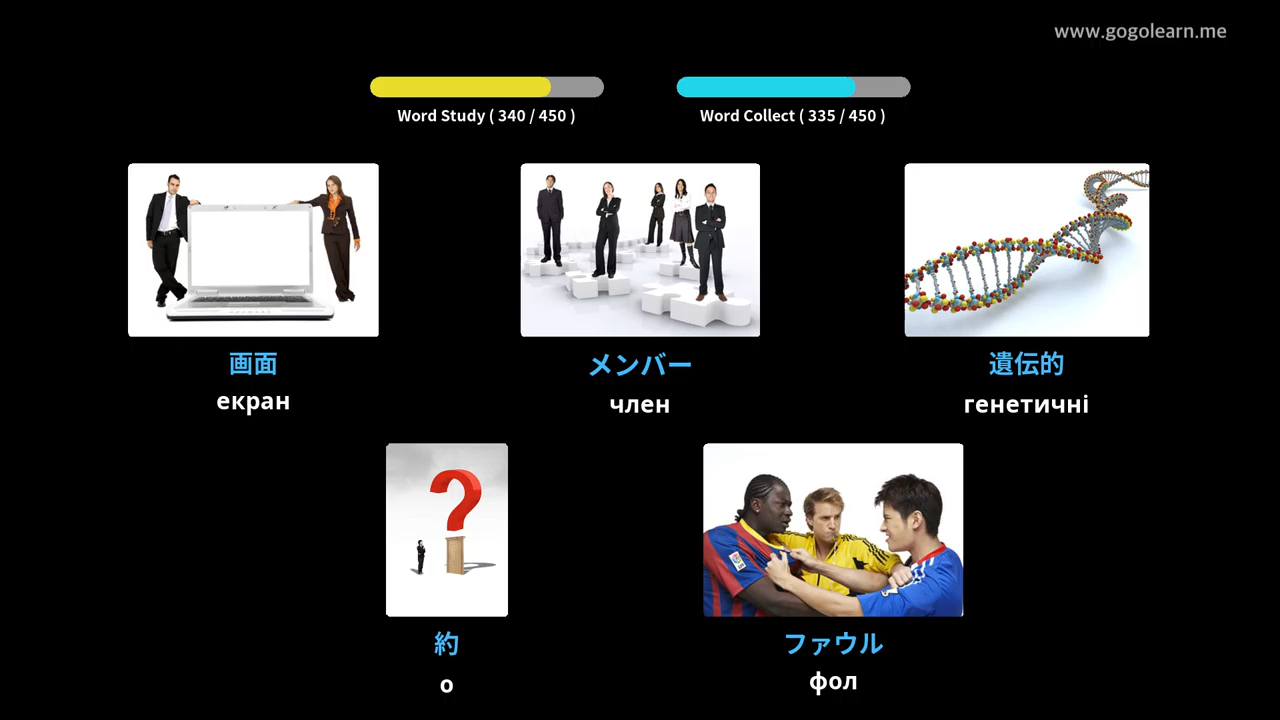 www.gogolearn.me
Word Study ( 340 / 450 )
Word Collect ( 335 / 450 )
画面
екран
メンバー
член
遺伝的
генетичні
約
о
ファウル
фол